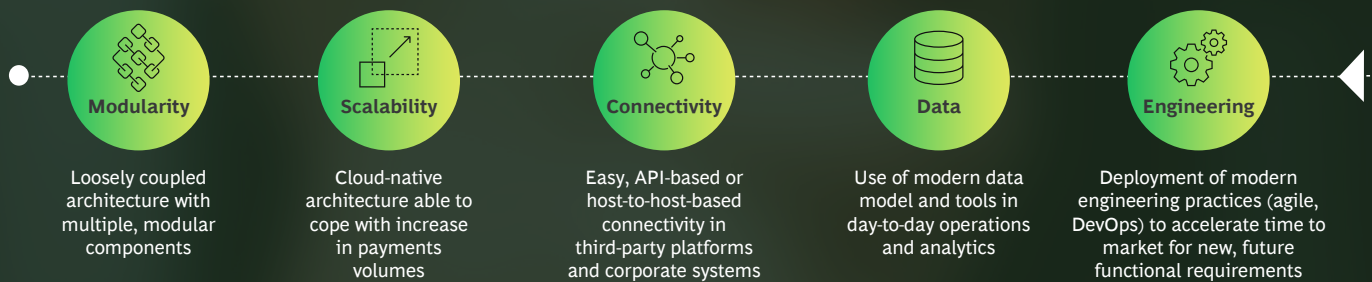 Modularity
Loosely coupled
architecture with
multiple, modular
components
Scalability
Cloud-native
architecture able to
cope with increase
in payments
volumes
Connectivity
Easy, API-based or
host-to-host-based
connectivity in
third-party platforms
and corporate systems
Data
Use of modern data
model and tools in
day-to-day operations
and analytics
Engineering
Deployment of modern
engineering practices (agile,
DevOps) to accelerate time to
market for new, future
functional requirements